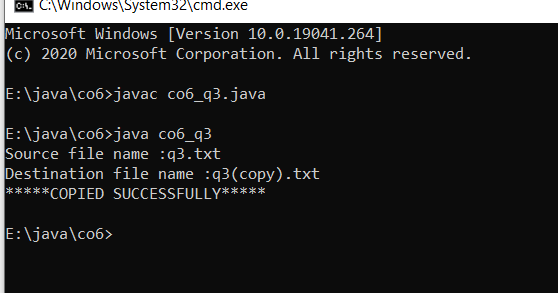 C:\Windows\System32\cmd.exe
Microsoft Windows [Version 10.0.19041.264]
(c) 2020 Microsoft Corporation. All rights reserved.
E:\java\co6>javac co6_q3.java
E:\java\co6>java co6_q3
Source file name :q3.txt
Destination file name :q3(copy).txt
*****COPIED SUCCESSFULLY*****
E:\java\co6>